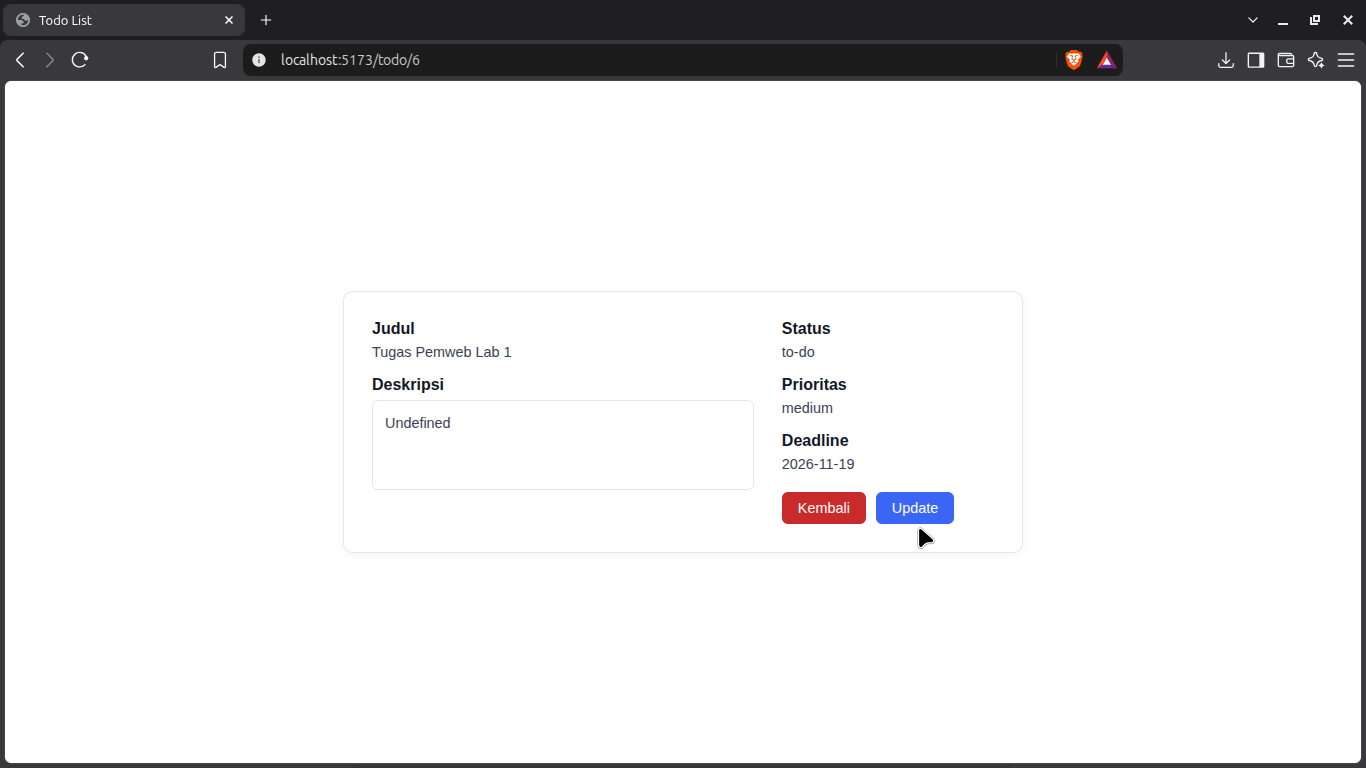 Todo List
localhost:5173/todo/6
Judul
Tugas Pemweb Lab 1
Deskripsi
Undefined
Status
to-do
Prioritas
medium
Deadline
2026-11-19
Kembali Update